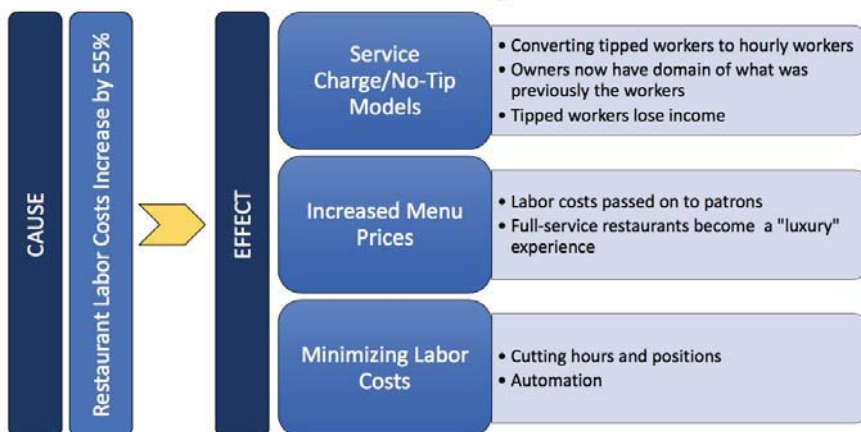 CAUSE
Restaurant Labor Costs Increase by 55%
EFFECT
Service
Charge/No-Tip
Models
• Converting tipped workers to hourly workers
• Owners now have domain of what was
previously the workers
• Tipped workers lose income
Increased Menu
Prices
• Labor costs passed on to patrons
• Full-service restaurants become a "luxury"
experience
Minimizing Labor
Costs
• Cutting hours and positions
• Automation